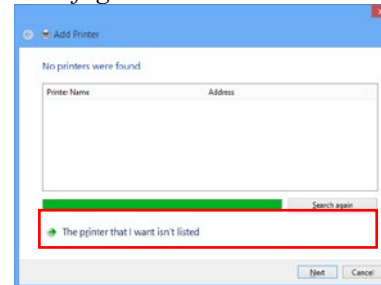 Add Printer
No printers were found
Printer Name Address
Search again
The printer that I want isn't listed
Next Cancel